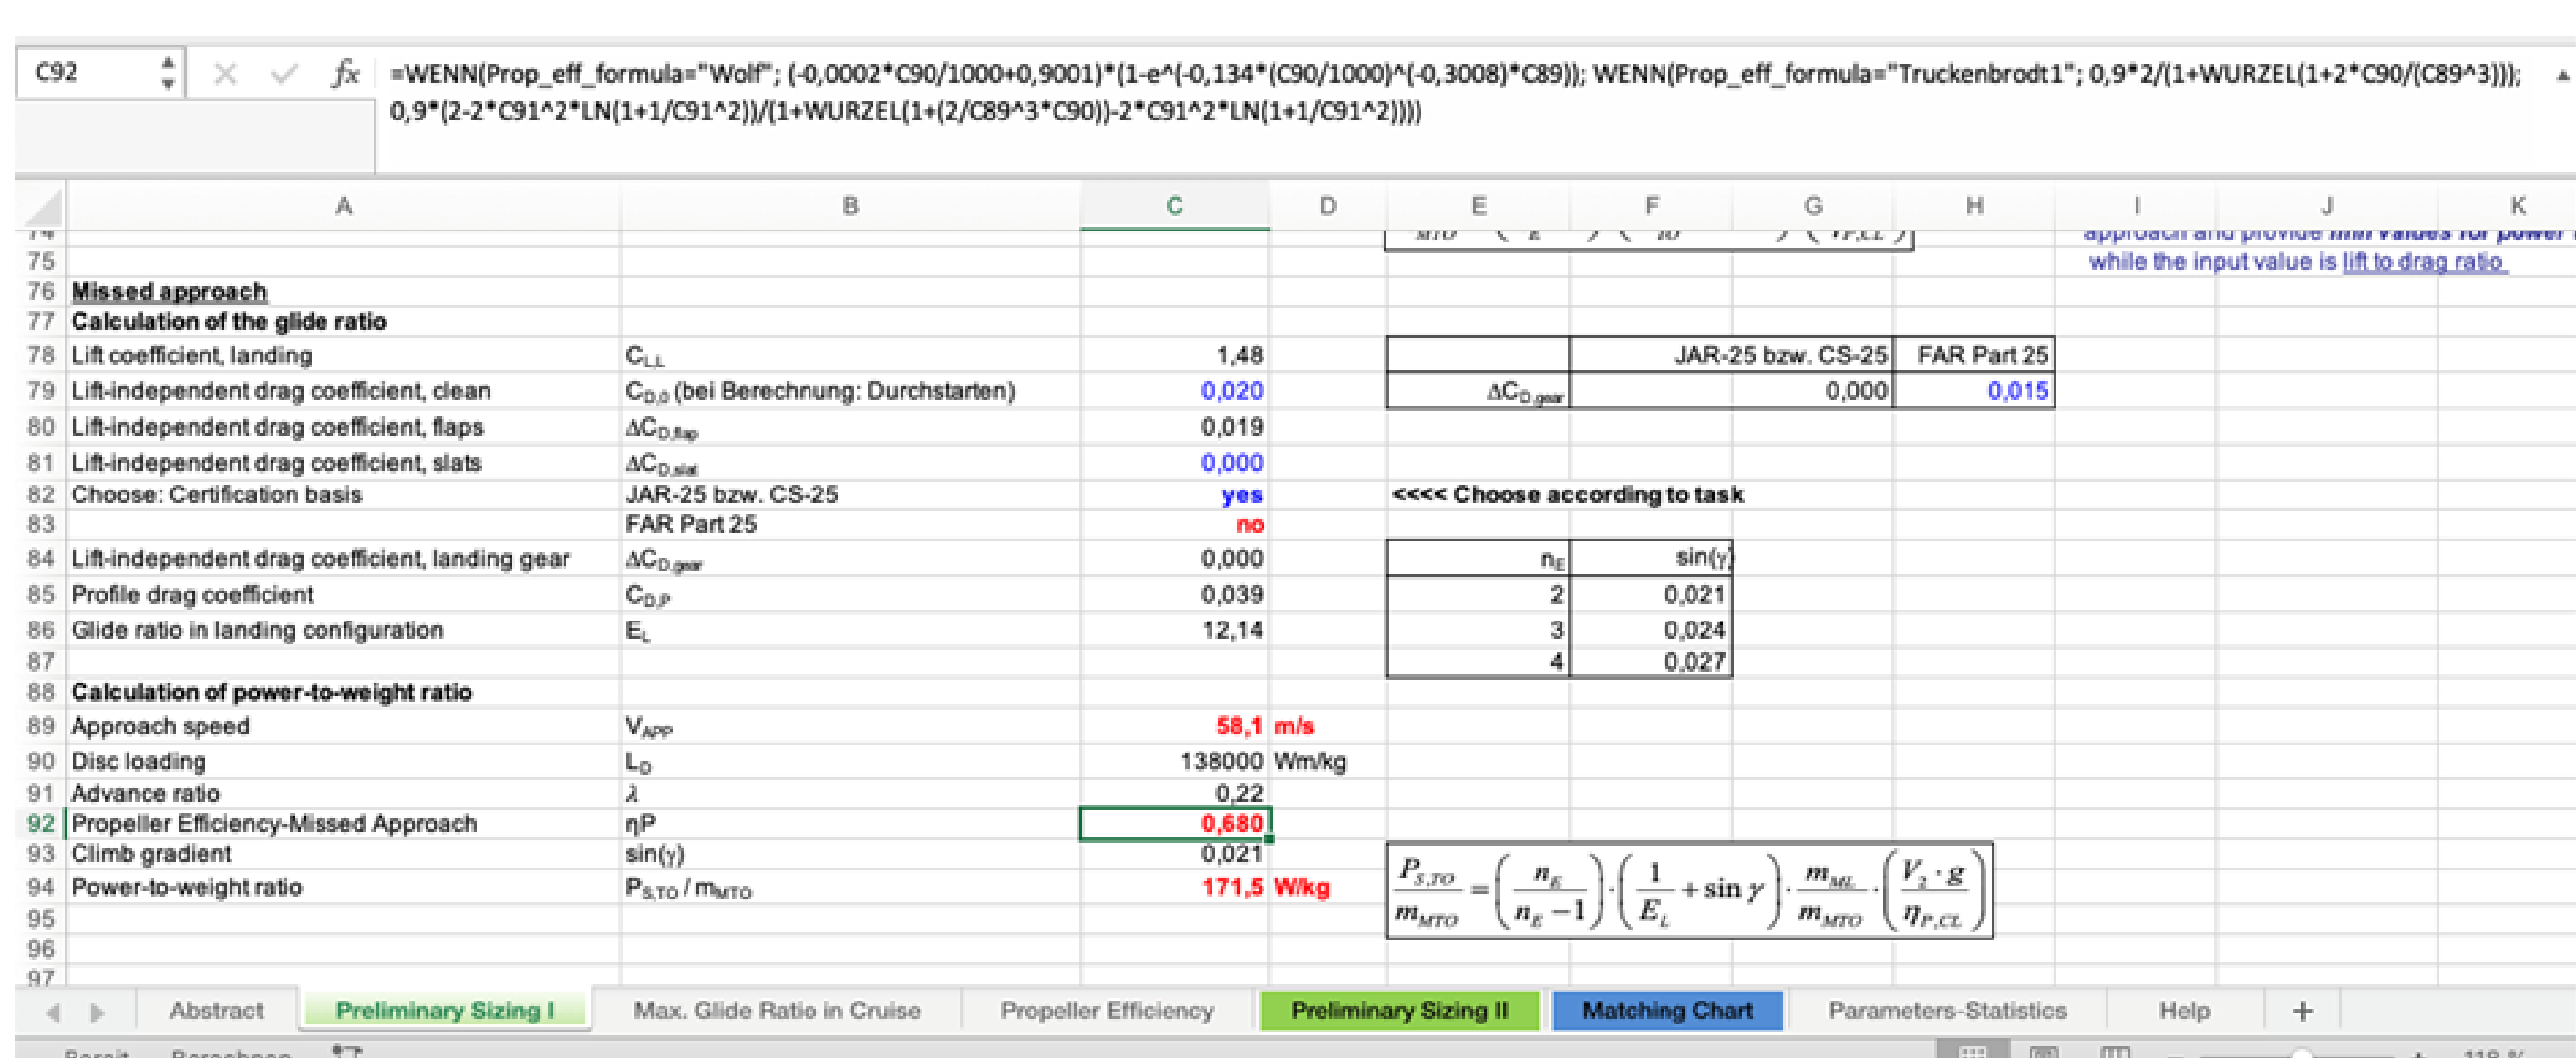 C92 fx =WENN(Prop_eff_formula="Wolf"; (-0,0002*C90/1000+0,9001)*(1-e^(-0,134*(C90/1000)^(-0,3008)*C89)); WENN(Prop_eff_formula="Truckenbrodt1"; 0,9*2/(1+WURZEL(1+2*C90/(C89^3)));
0,9*(2-2*C91^2*LN(1+1/C91^2))/(1+WURZEL(1+(2/C89^3*C90))-2*C91^2*LN(1+1/C91^2))))
A B C D E F G H I J K
74 approach and provide min values for power
75 while the input value is lift to drag ratio
76 Missed approach
77 Calculation of the glide ratio
78 Lift coefficient, landing C_L,L 1,48 JAR-25 bzw. CS-25 FAR Part 25
79 Lift-independent drag coefficient, clean C_D,0 (bei Berechnung: Durchstarten) 0,020 ΔC_D,gear 0,000 0,015
80 Lift-independent drag coefficient, flaps ΔC_D,flap 0,019
81 Lift-independent drag coefficient, slats ΔC_D,slat 0,000
82 Choose: Certification basis JAR-25 bzw. CS-25 yes <<<< Choose according to task
83 FAR Part 25 no
84 Lift-independent drag coefficient, landing gear ΔC_D,gear 0,000 n_E sin(γ)
85 Profile drag coefficient C_D,P 0,039 2 0,021
86 Glide ratio in landing configuration E_L 12,14 3 0,024
87 4 0,027
88 Calculation of power-to-weight ratio
89 Approach speed V_APP 58,1 m/s
90 Disc loading L_D 138000 Wm/kg
91 Advance ratio λ 0,22
92 Propeller Efficiency-Missed Approach ηP 0,680
93 Climb gradient sin(γ) 0,021
94 Power-to-weight ratio P_S,TO / m_MTO 171,5 W/kg P_S,TO / m_MTO = (n_E / (n_E − 1)) · (1 / E_L + sin γ) · m_ML / m_MTO · (V_2 · g / η_P,CL)
95
96
97
Abstract Preliminary Sizing I Max. Glide Ratio in Cruise Propeller Efficiency Preliminary Sizing II Matching Chart Parameters-Statistics Help +